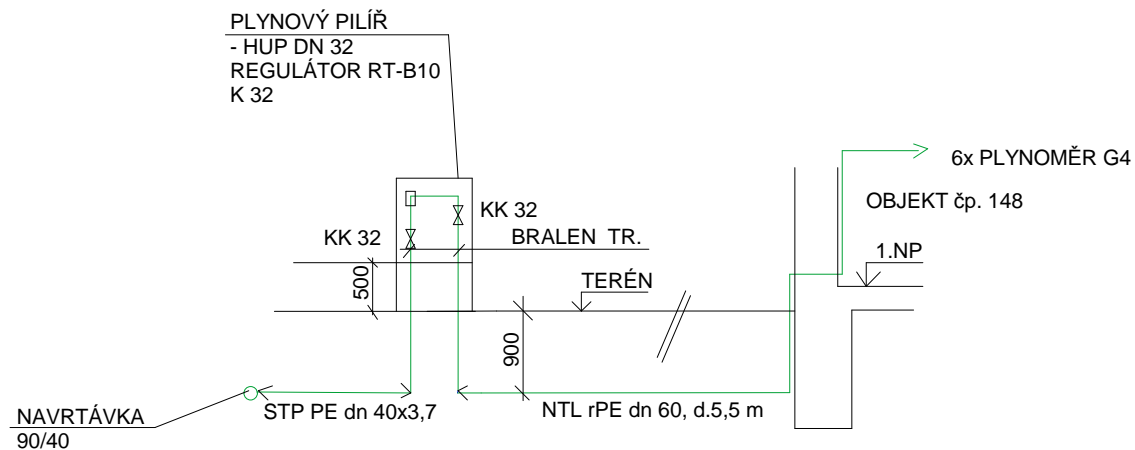 PLYNOVÝ PILÍŘ
- HUP DN 32
REGULÁTOR RT-B10
K 32
6x PLYNOMĚR G4
OBJEKT čp. 148
KK 32
KK 32
BRALEN TR.
1.NP
500
TERÉN
900
STP PE dn 40x3,7
NTL rPE dn 60, d.5,5 m
NAVRTÁVKA
90/40